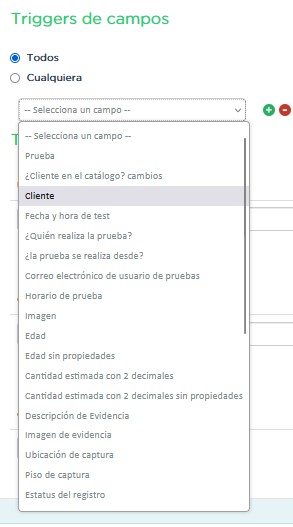 Triggers de campos
Todos
Cualquiera
-- Selecciona un campo --
-- Selecciona un campo --
Prueba
¿Cliente en el catálogo? cambios
Cliente
Fecha y hora de test
¿Quién realiza la prueba?
¿la prueba se realiza desde?
Correo electrónico de usuario de pruebas
Horario de prueba
Imagen
Edad
Edad sin propiedades
Cantidad estimada con 2 decimales
Cantidad estimada con 2 decimales sin propiedades
Descripción de Evidencia
Imagen de evidencia
Ubicación de captura
Piso de captura
Estatus del registro